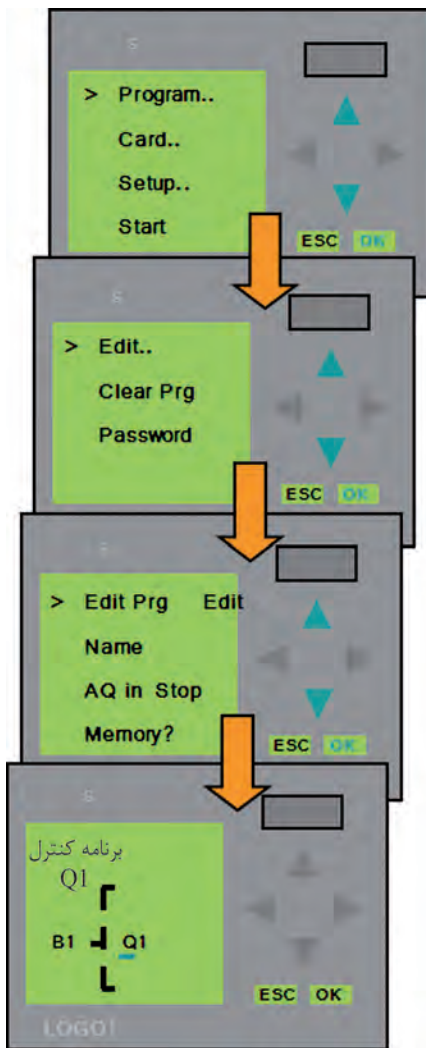 S
> Program..
Card..
Setup..
Start
ESC OK
S
> Edit..
Clear Prg
Password
ESC OK
S
> Edit Prg Edit
Name
AQ in Stop
Memory?
ESC OK
S
برنامه کنترل
Q1
B1 Q1
ESC OK
LOGO!